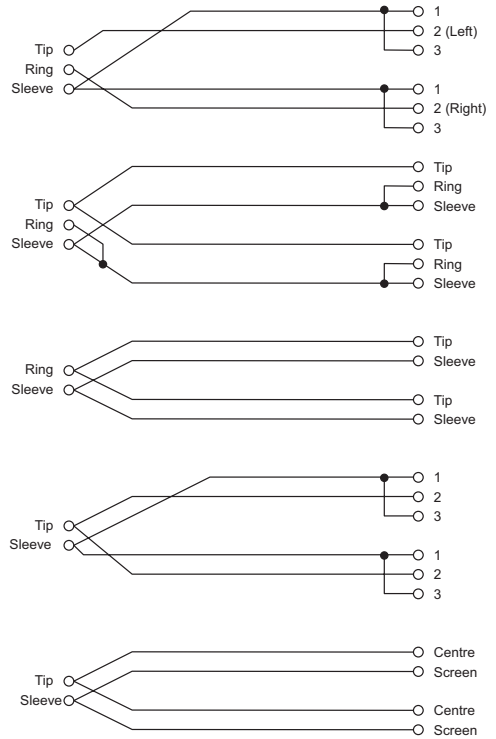 1
2 (Left)
Tip
3
Ring
Sleeve
1
2 (Right)
3
Tip
Ring
Tip
Sleeve
Ring
Sleeve
Tip
Ring
Sleeve
Tip
Sleeve
Ring
Sleeve
Tip
Sleeve
1
2
3
Tip
Sleeve
1
2
3
Centre
Screen
Tip
Sleeve
Centre
Screen